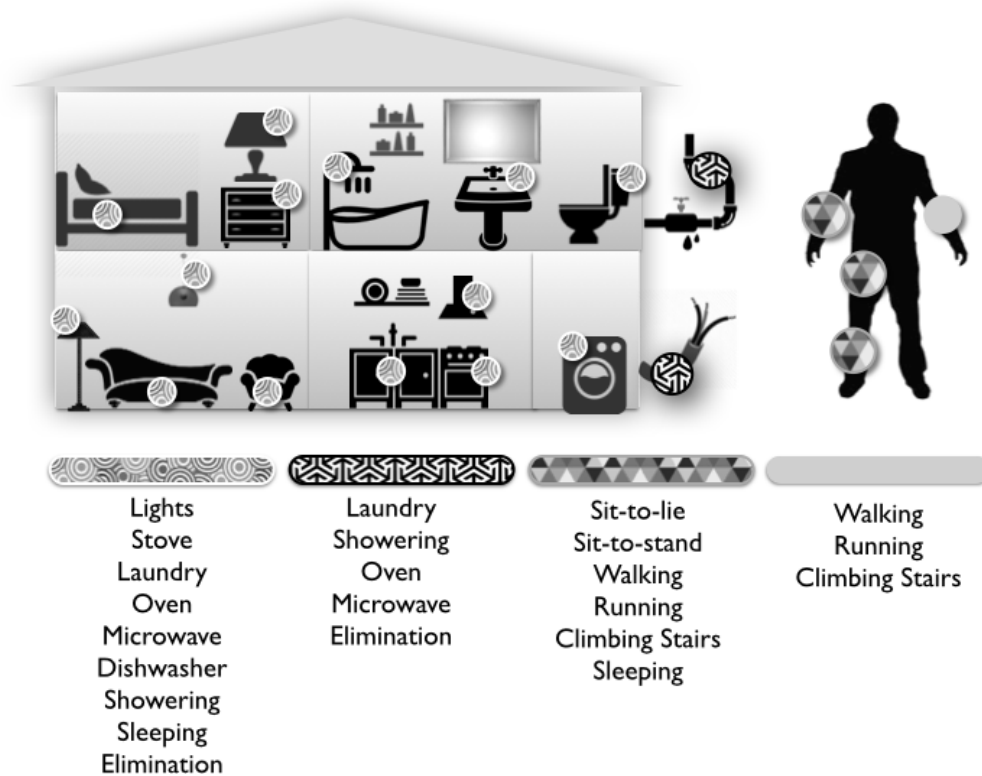 Lights
Stove
Laundry
Oven
Microwave
Dishwasher
Showering
Sleeping
Elimination
Laundry
Showering
Oven
Microwave
Elimination
Sit-to-lie
Sit-to-stand
Walking
Running
Climbing Stairs
Sleeping
Walking
Running
Climbing Stairs